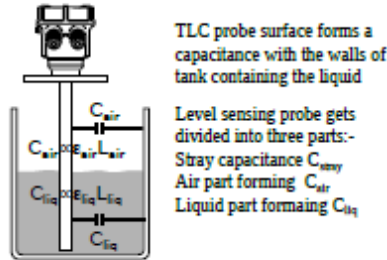 TLC probe surface forms a
capacitance with the walls of
tank containing the liquid
Level sensing probe gets
divided into three parts:-
Stray capacitance Cstray
Air part forming Cair
Liquid part formaing Cliq
Cair
Cair∝εairLair
Cliq∝εliqLliq
Cliq